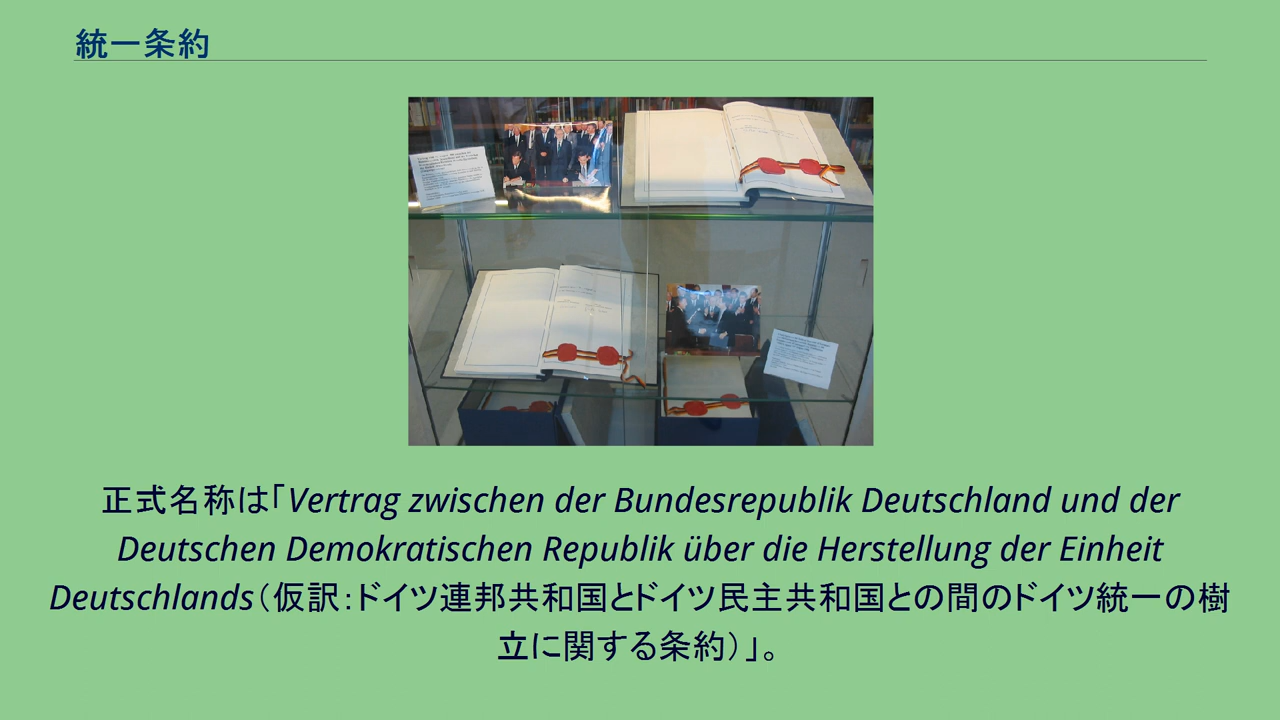 統一条約
正式名称は「Vertrag zwischen der Bundesrepublik Deutschland und der
Deutschen Demokratischen Republik über die Herstellung der Einheit
Deutschlands（仮訳：ドイツ連邦共和国とドイツ民主共和国との間のドイツ統一の樹
立に関する条約）」。